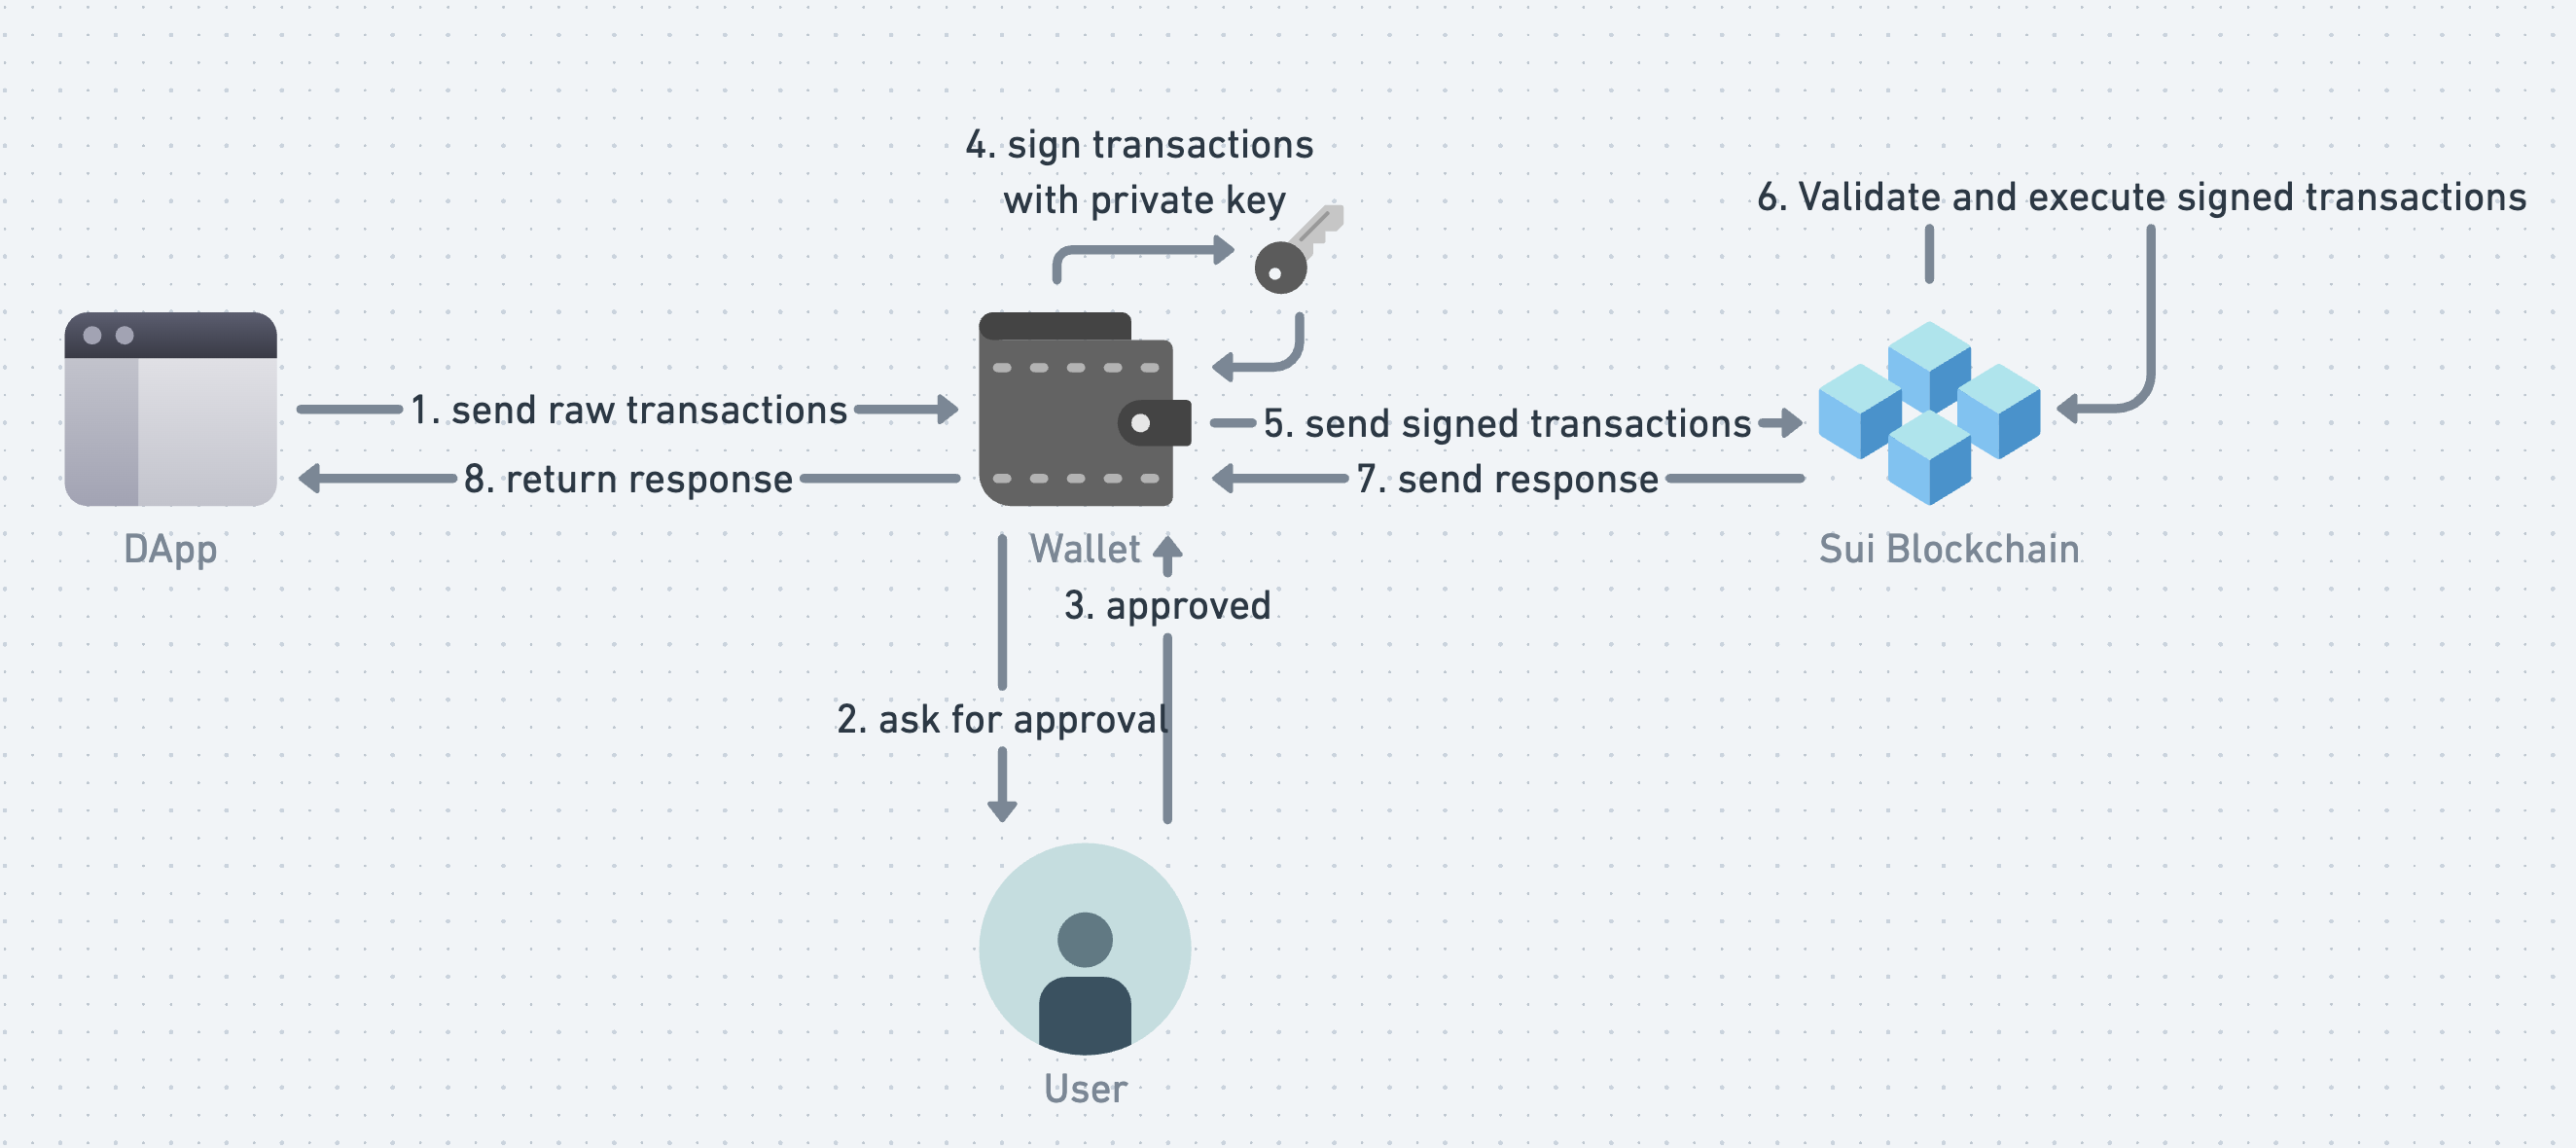 4. sign transactions
with private key
6. Validate and execute signed transactions
1. send raw transactions
5. send signed transactions
8. return response
7. send response
DApp
Wallet
Sui Blockchain
3. approved
2. ask for approval
User